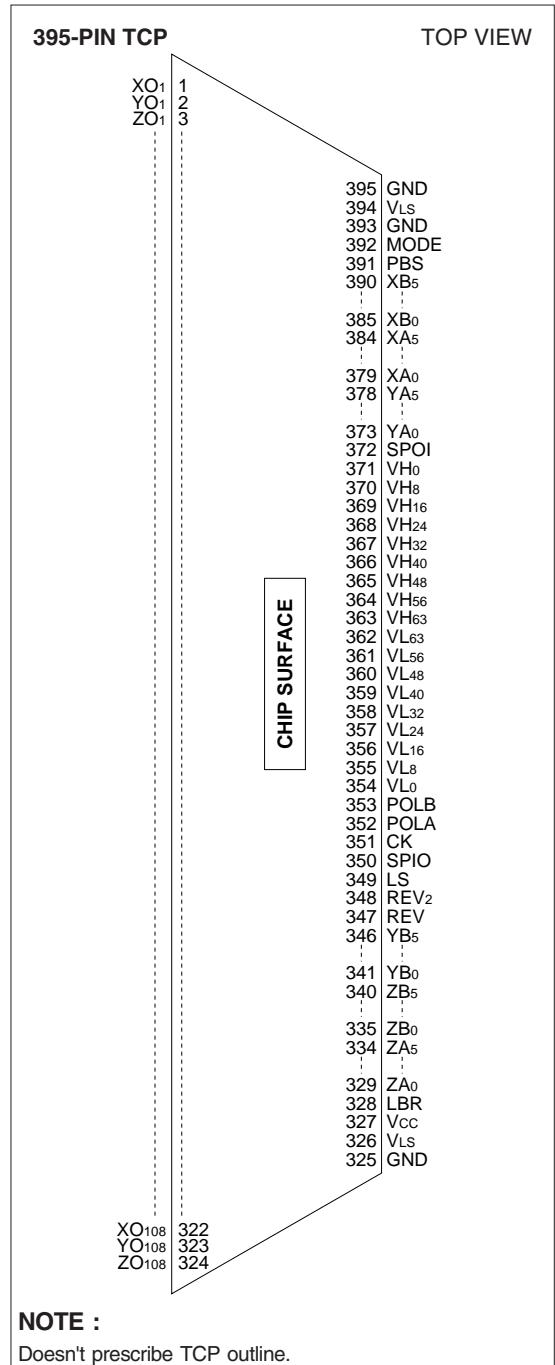 395-PIN TCP TOP VIEW
XO1 1
YO1 2
ZO1 3
395 GND
394 VLS
393 GND
392 MODE
391 PBS
390 XB5
385 XB0
384 XA5
379 XA0
378 YA5
373 YA0
372 SPOI
371 VH0
370 VH8
369 VH16
368 VH24
367 VH32
366 VH40
365 VH48
364 VH56
363 VH63
362 VL63
361 VL56
360 VL48
359 VL40
358 VL32
357 VL24
356 VL16
355 VL8
354 VL0
353 POLB
352 POLA
351 CK
350 SPIO
349 LS
348 REV2
347 REV
346 YB5
341 YB0
340 ZB5
335 ZB0
334 ZA5
329 ZA0
328 LBR
327 VCC
326 VLS
325 GND
CHIP SURFACE
XO108 322
YO108 323
ZO108 324
NOTE :
Doesn't prescribe TCP outline.